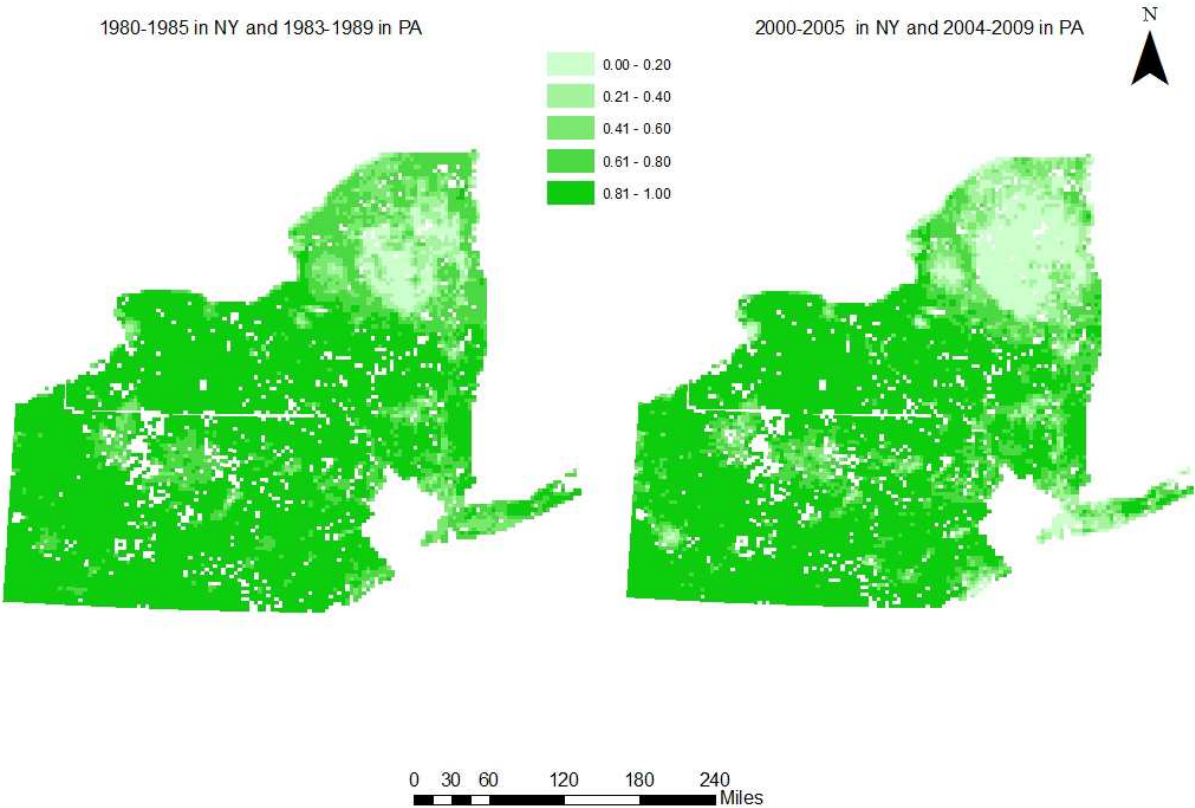 1980-1985 in NY and 1983-1989 in PA
2000-2005 in NY and 2004-2009 in PA
N
0.00 - 0.20
0.21 - 0.40
0.41 - 0.60
0.61 - 0.80
0.81 - 1.00
0 30 60 120 180 240
Miles